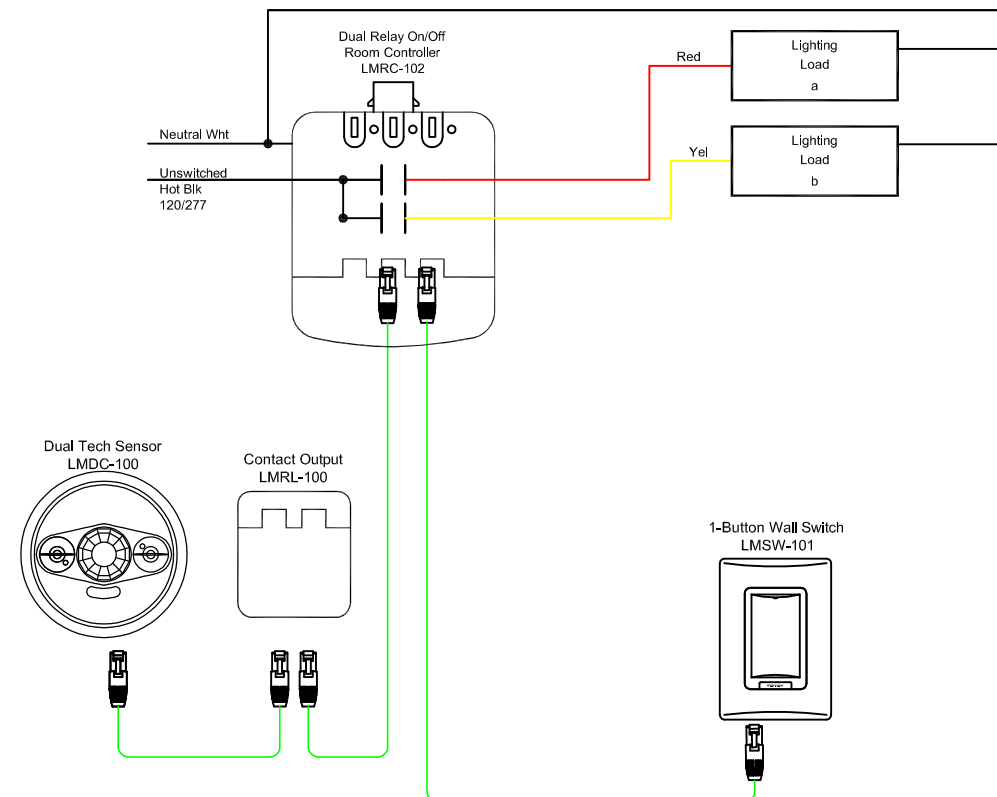 Dual Relay On/Off
Room Controller
LMRC-102
Lighting
Load
a
Red
Neutral Wht
Lighting
Load
b
Yel
Unswitched
Hot Blk
120/277
Dual Tech Sensor
LMDC-100
Contact Output
LMRL-100
1-Button Wall Switch
LMSW-101